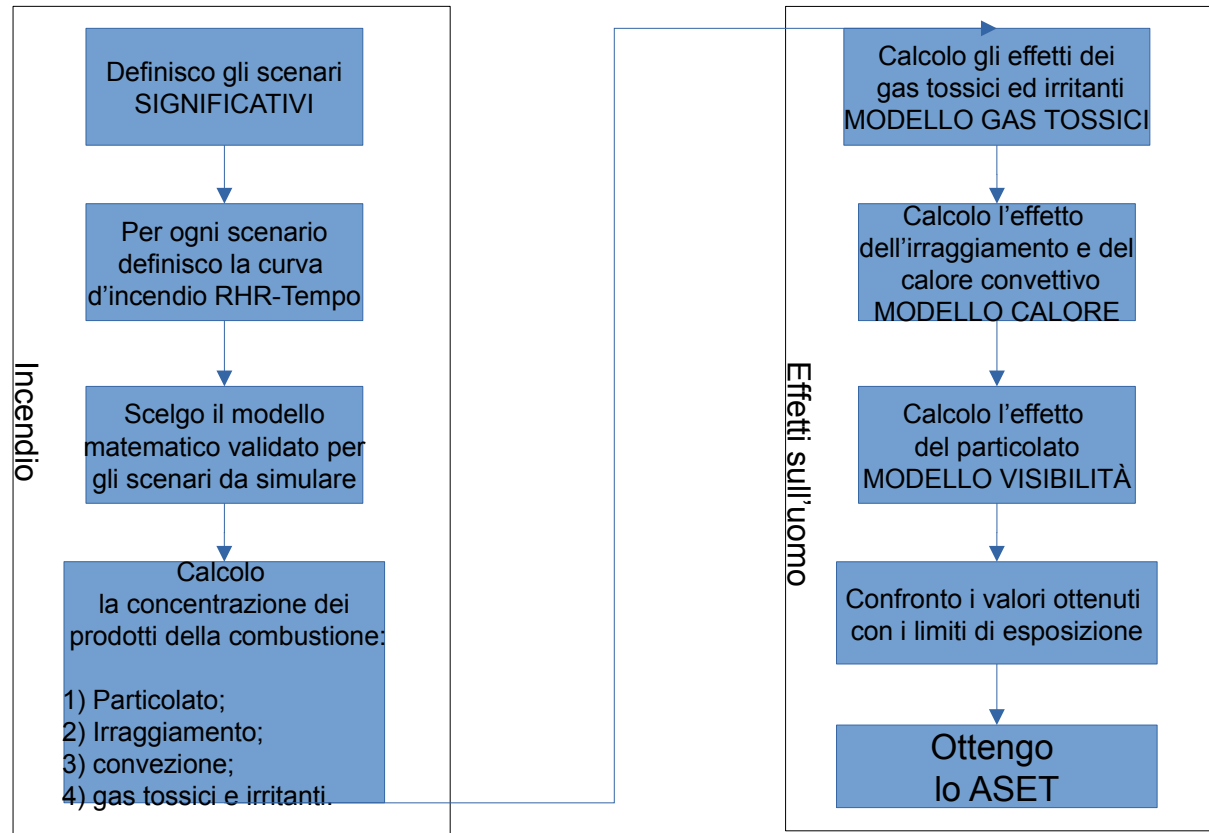 Incendio
Definisco gli scenari
SIGNIFICATIVI
Per ogni scenario
definisco la curva
d’incendio RHR-Tempo
Scelgo il modello
matematico validato per
gli scenari da simulare
Calcolo
la concentrazione dei
prodotti della combustione:
1) Particolato;
2) Irraggiamento;
3) convezione;
4) gas tossici e irritanti.
Effetti sull’uomo
Calcolo gli effetti dei
gas tossici ed irritanti
MODELLO GAS TOSSICI
Calcolo l’effetto
dell’irraggiamento e del
calore convettivo
MODELLO CALORE
Calcolo l’effetto
del particolato
MODELLO VISIBILITÀ
Confronto i valori ottenuti
con i limiti di esposizione
Ottengo
lo ASET